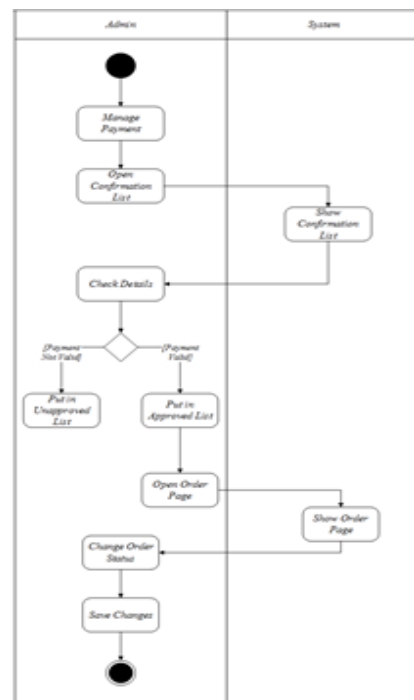 Admin
System
Manage
Payment
Open
Confirmation
List
Show
Confirmation
List
Check Details
[Payment
Not Valid]
[Payment
Valid]
Put in
Unapproved
List
Put in
Approved List
Open Order
Page
Show Order
Page
Change Order
Status
Save Changes